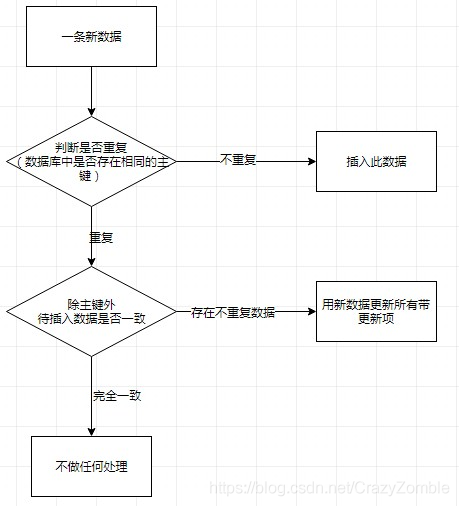 一条新数据
判断是否重复
（数据库中是否存在相同的主
键）
不重复
插入此数据
重复
除主键外
待插入数据是否一致
存在不重复数据
用新数据更新所有带
更新项
完全一致
不做任何处理
https://blog.csdn.net/CrazyZomble